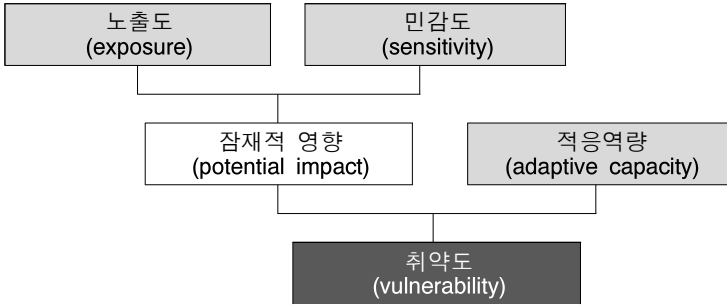 노출도
(exposure)
민감도
(sensitivity)
잠재적 영향
(potential impact)
적응역량
(adaptive capacity)
취약도
(vulnerability)